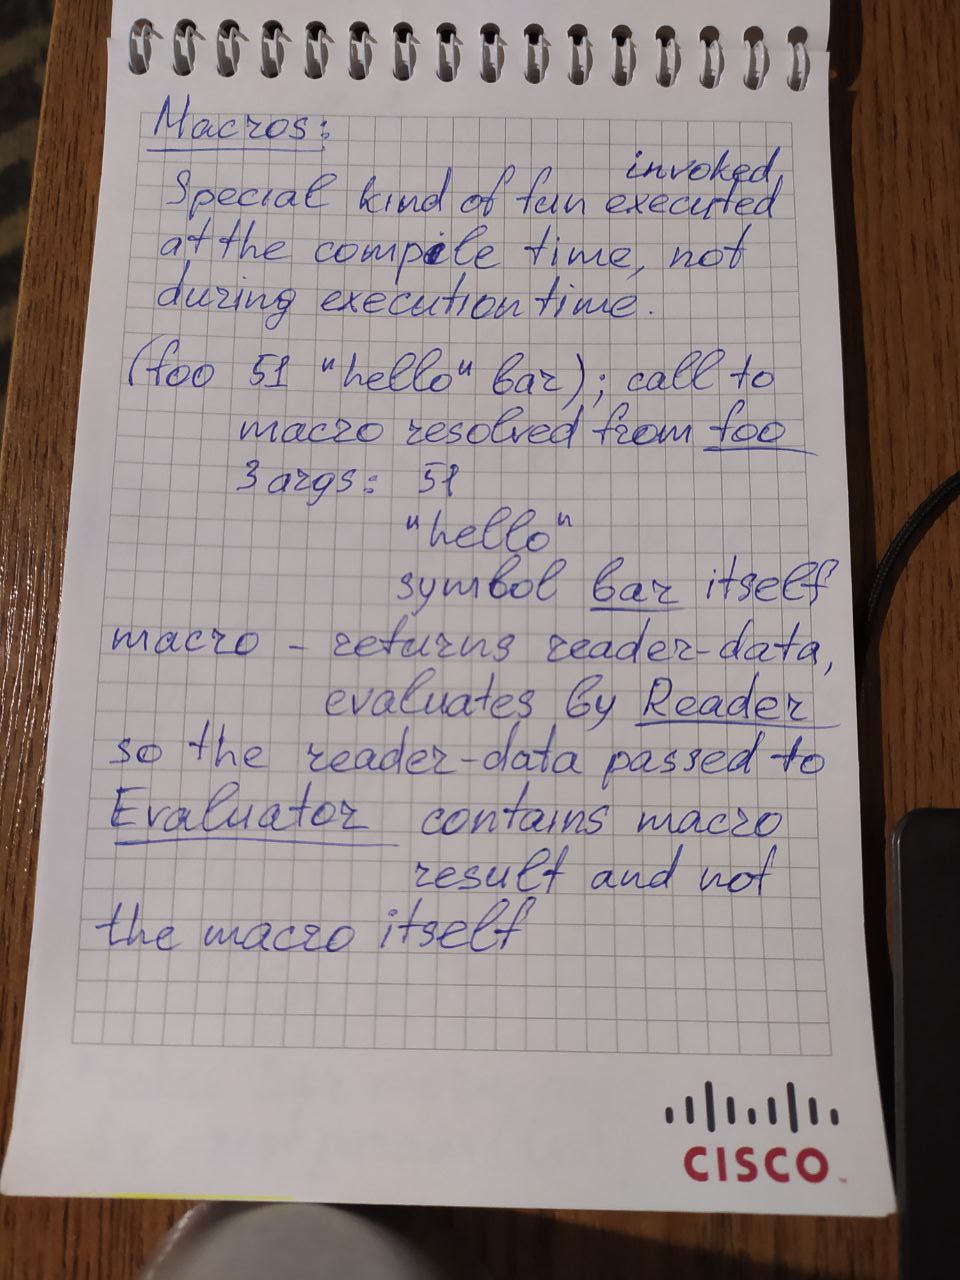 Macros:
invoked,
Special kind of fun executed
at the compile time, not
during execution time.
(foo 51 "hello" bar); call to
macro resolved from foo
3 args: 51
"hello"
symbol bar itself
macro - returns reader-data,
evaluates by Reader
so the reader-data passed to
Evaluator contains macro
result and not
the macro itself
CISCO